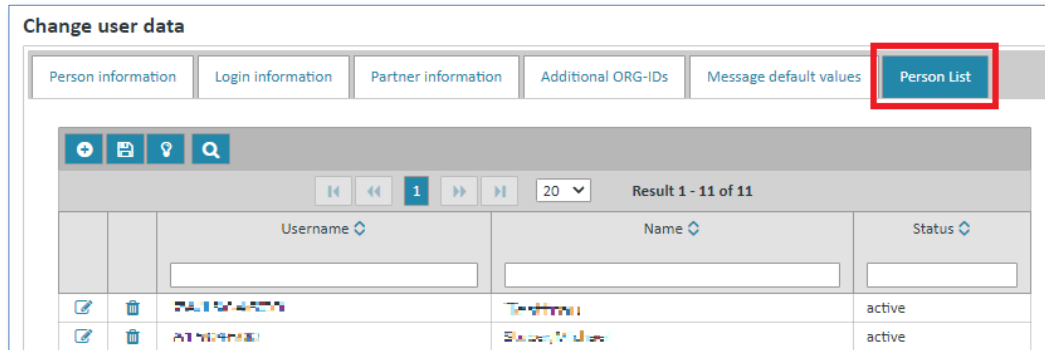 Change user data
Person information Login information Partner information Additional ORG-IDs Message default values Person List
1 20 Result 1 - 11 of 11
Username Name Status
active
active